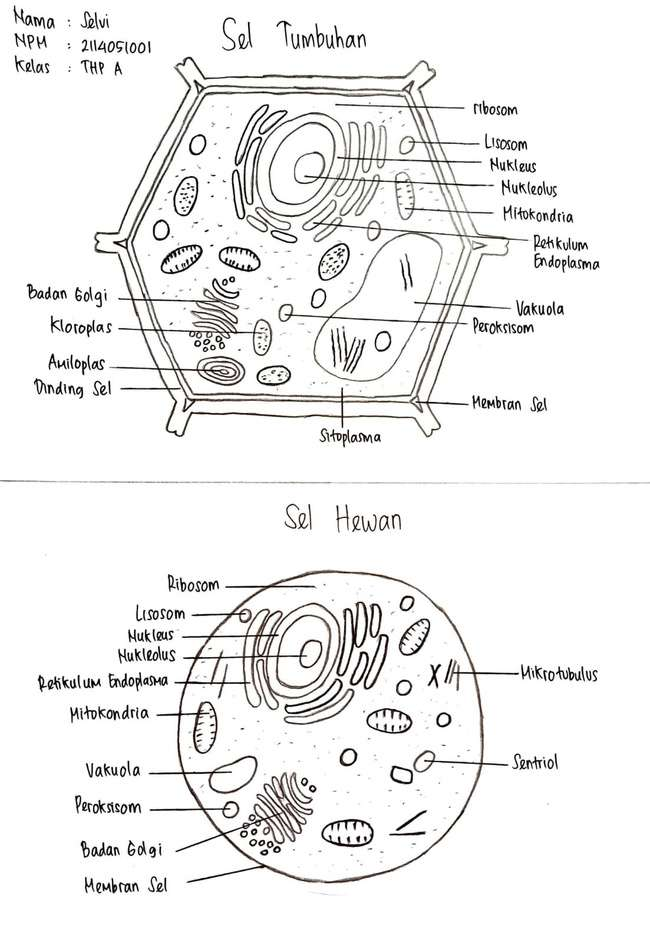 Nama : Selvi
NPM : 2114051001
Kelas : THP A
Sel Tumbuhan
ribosom
Lisosom
Nukleus
Nukleolus
Mitokondria
Retikulum
Endoplasma
Vakuola
Peroksisom
Badan Golgi
Kloroplas
Amiloplas
Dinding Sel
Membran Sel
Sitoplasma
Sel Hewan
Ribosom
Lisosom
Nukleus
Nukleolus
Retikulum Endoplasma
Mikrotubulus
Mitokondria
Sentriol
Vakuola
Peroksisom
Badan Golgi
Membran Sel